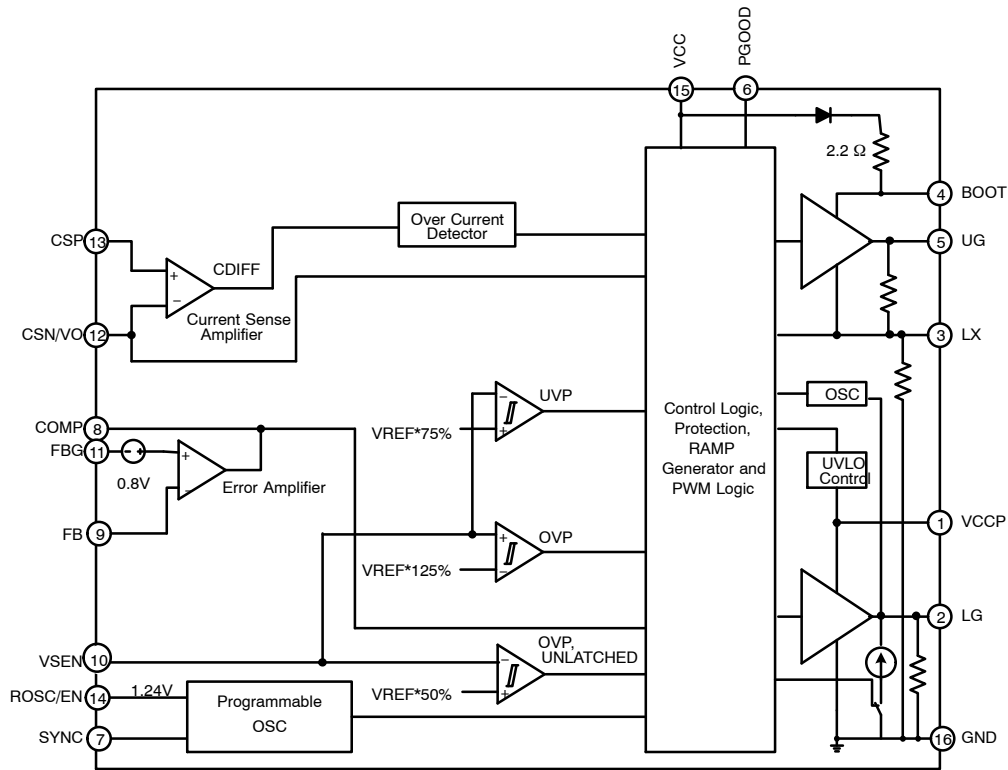 VCC
PGOOD
15
6
2.2 Ω
4
BOOT
Over Current
Detector
CSP
13
5
UG
+
CDIFF
−
Current Sense
Amplifier
CSN/VO
12
3
LX
−
UVP
OSC
VREF*75%
+
Control Logic,
Protection,
RAMP
Generator and
PWM Logic
COMP
8
FBG
11
- +
+
0.8V
−
Error Amplifier
UVLO
Control
FB
9
1
VCCP
+
OVP
VREF*125%
−
2
LG
OVP,
UNLATCHED
VSEN
10
−
VREF*50%
+
ROSC/EN
14
1.24V
Programmable
OSC
SYNC
7
16
GND